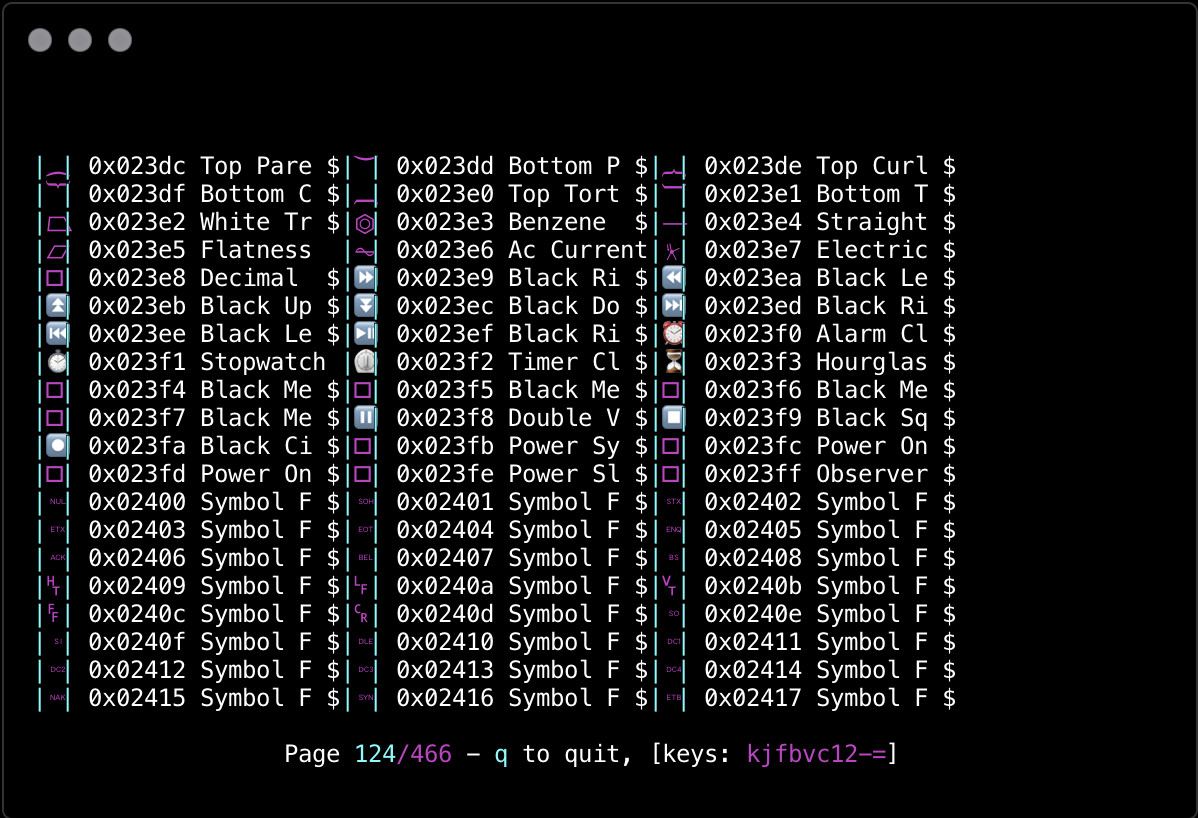 |⏜| 0x023dc Top Pare $|⏝| 0x023dd Bottom P $|⏞| 0x023de Top Curl $
|⏟| 0x023df Bottom C $|⏠| 0x023e0 Top Tort $|⏡| 0x023e1 Bottom T $
|⏢| 0x023e2 White Tr $|⏣| 0x023e3 Benzene  $|⏤| 0x023e4 Straight $
|⏥| 0x023e5 Flatness  |⏦| 0x023e6 Ac Current|⏧| 0x023e7 Electric $
|□| 0x023e8 Decimal  $|⏩| 0x023e9 Black Ri $|⏪| 0x023ea Black Le $
|⏫| 0x023eb Black Up $|⏬| 0x023ec Black Do $|⏭| 0x023ed Black Ri $
|⏮| 0x023ee Black Le $|⏯| 0x023ef Black Ri $|⏰| 0x023f0 Alarm Cl $
|⏱| 0x023f1 Stopwatch |⏲| 0x023f2 Timer Cl $|⏳| 0x023f3 Hourglas $
|□| 0x023f4 Black Me $|□| 0x023f5 Black Me $|□| 0x023f6 Black Me $
|□| 0x023f7 Black Me $|⏸| 0x023f8 Double V $|⏹| 0x023f9 Black Sq $
|⏺| 0x023fa Black Ci $|□| 0x023fb Power Sy $|□| 0x023fc Power On $
|□| 0x023fd Power On $|□| 0x023fe Power Sl $|□| 0x023ff Observer $
|␀| 0x02400 Symbol F $|␁| 0x02401 Symbol F $|␂| 0x02402 Symbol F $
|␃| 0x02403 Symbol F $|␄| 0x02404 Symbol F $|␅| 0x02405 Symbol F $
|␆| 0x02406 Symbol F $|␇| 0x02407 Symbol F $|␈| 0x02408 Symbol F $
|␉| 0x02409 Symbol F $|␊| 0x0240a Symbol F $|␋| 0x0240b Symbol F $
|␌| 0x0240c Symbol F $|␍| 0x0240d Symbol F $|␎| 0x0240e Symbol F $
|␏| 0x0240f Symbol F $|␐| 0x02410 Symbol F $|␑| 0x02411 Symbol F $
|␒| 0x02412 Symbol F $|␓| 0x02413 Symbol F $|␔| 0x02414 Symbol F $
|␕| 0x02415 Symbol F $|␖| 0x02416 Symbol F $|␗| 0x02417 Symbol F $
Page 124/466 – q to quit, [keys: kjfbvc12–=]